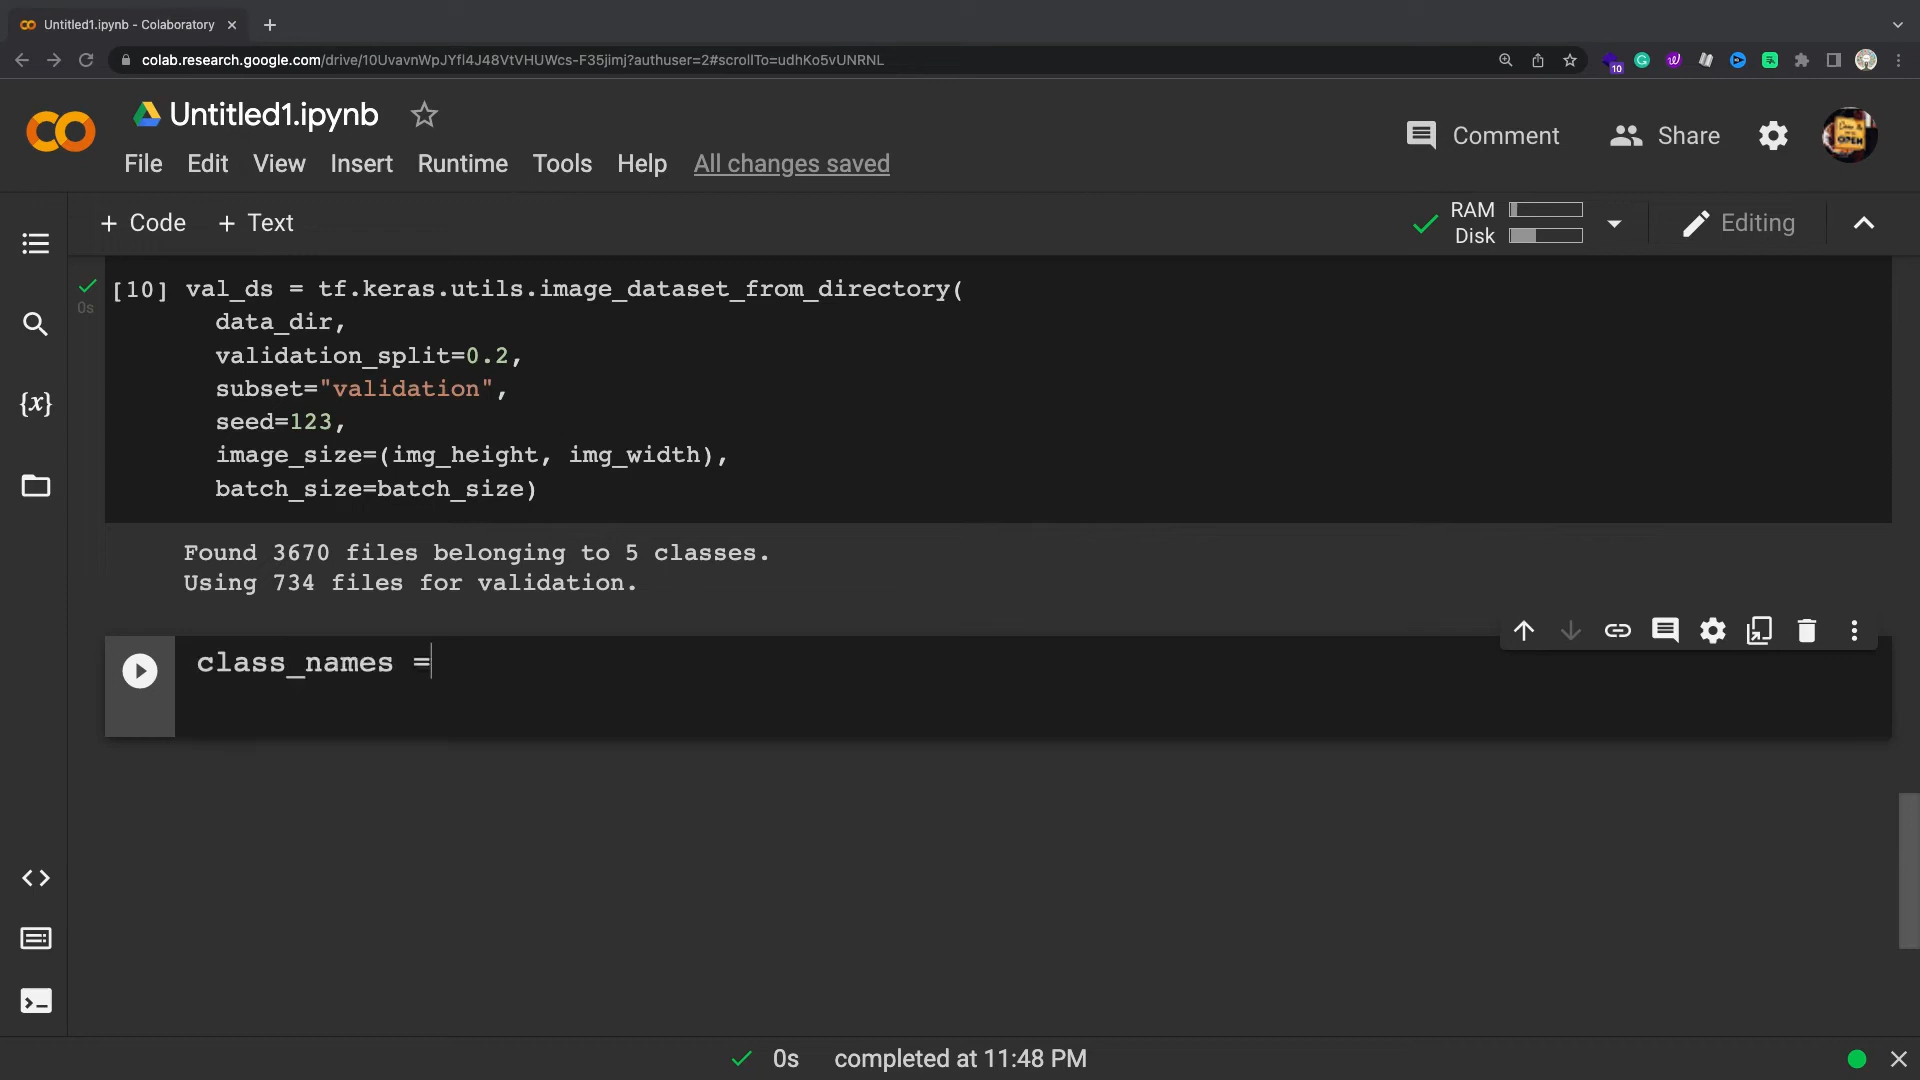 Untitled1.ipynb - Colaboratory
colab.research.google.com/drive/10UvavnWpJYfl4J48VtVHUWcs-F35jimj?authuser=2#scrollTo=udhKo5vUNRNL
10
Untitled1.ipynb
Comment
Share
File Edit View Insert Runtime Tools Help All changes saved
+ Code + Text
RAM
Disk
Editing
0s
[10] val_ds = tf.keras.utils.image_dataset_from_directory(
data_dir,
validation_split=0.2,
subset="validation",
seed=123,
image_size=(img_height, img_width),
batch_size=batch_size)
Found 3670 files belonging to 5 classes.
Using 734 files for validation.
{x}
class_names =
0s completed at 11:48 PM